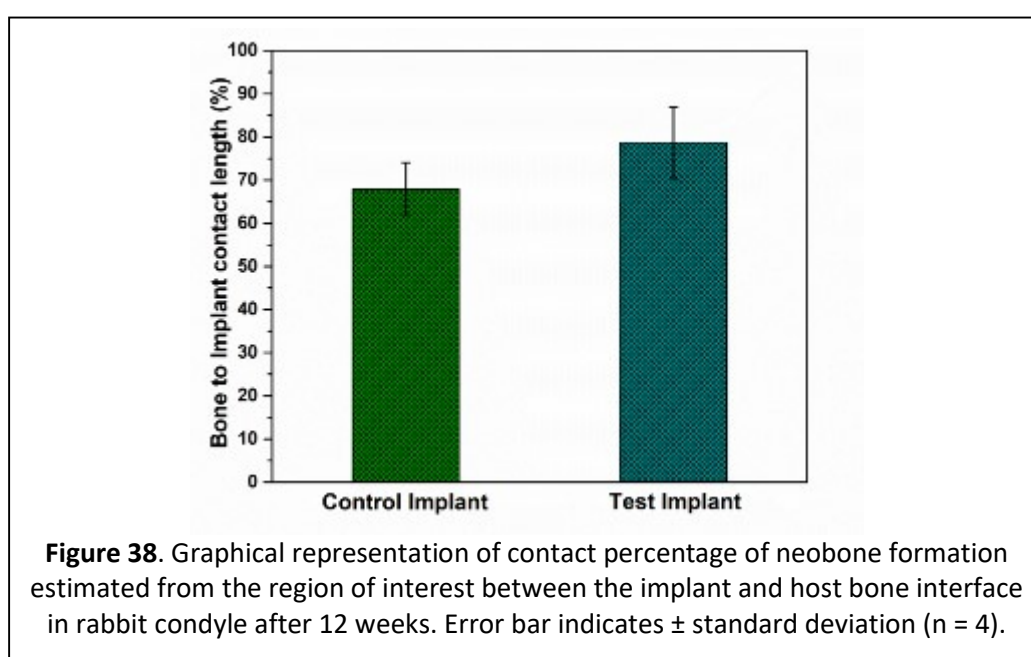 100
90
80
70
60
50
40
30
20
10
0
Bone to Implant contact length (%)
Control Implant Test Implant
Figure 38. Graphical representation of contact percentage of neobone formation
estimated from the region of interest between the implant and host bone interface
in rabbit condyle after 12 weeks. Error bar indicates ± standard deviation (n = 4).